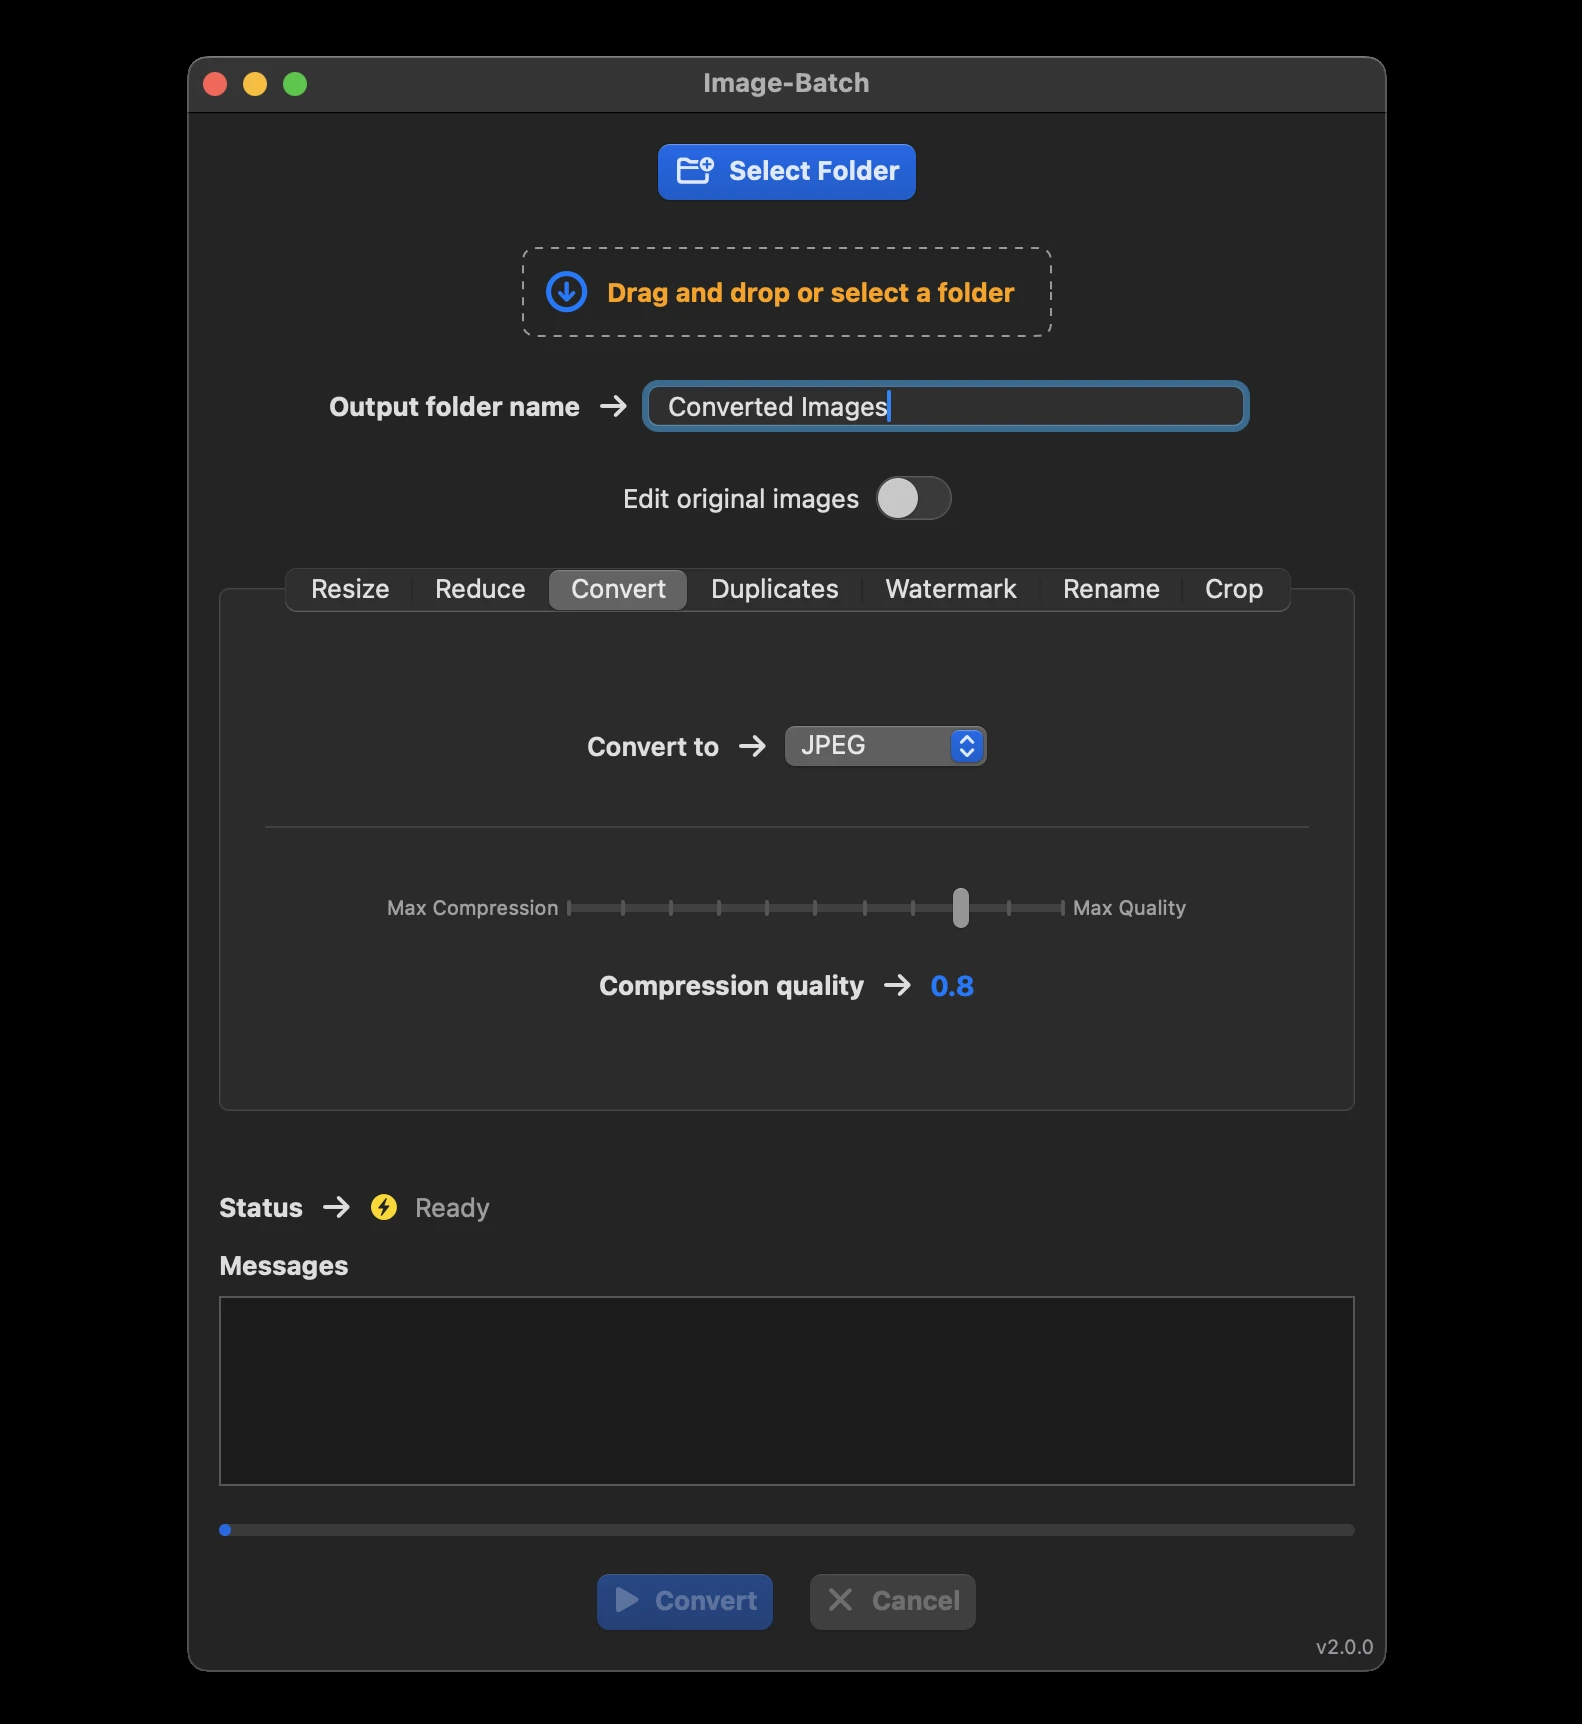 Image-Batch
Select Folder
Drag and drop or select a folder
Output folder name → Converted Images
Edit original images
Resize Reduce Convert Duplicates Watermark Rename Crop
Convert to → JPEG
Max Compression Max Quality
Compression quality → 0.8
Status → Ready
Messages
Convert Cancel
v2.0.0